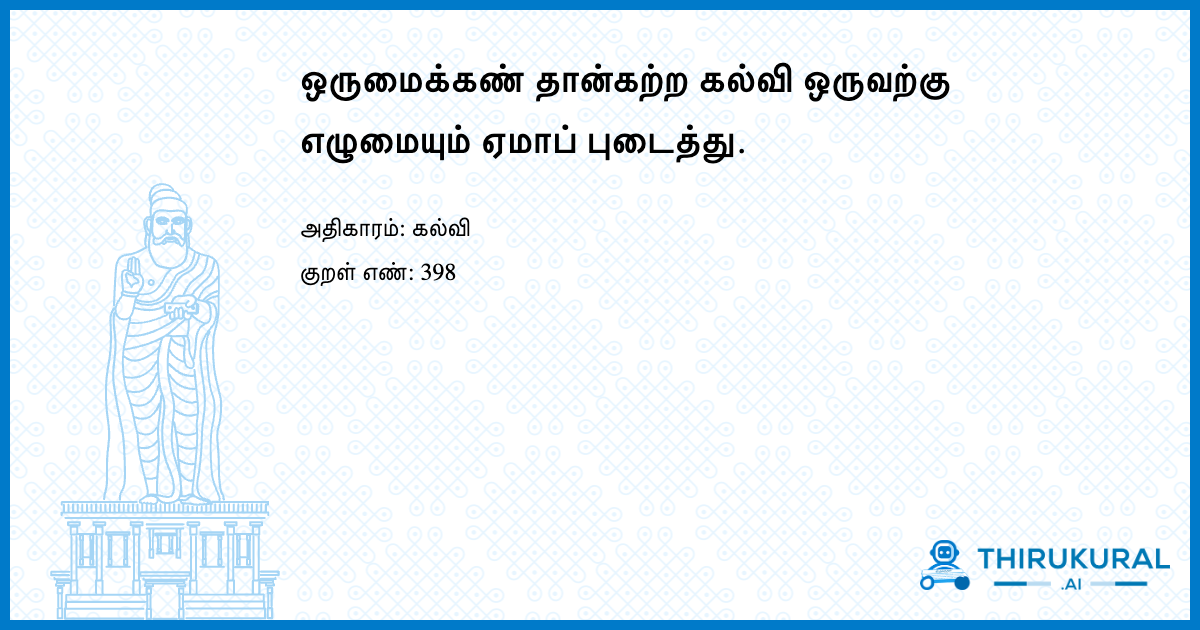 ஒருமைக்கண் தான்கற்ற கல்வி ஒருவற்கு
எழுமையும் ஏமாப் புடைத்து.
அதிகாரம்: கல்வி
குறள் எண்: 398
THIRUKURAL
.AI